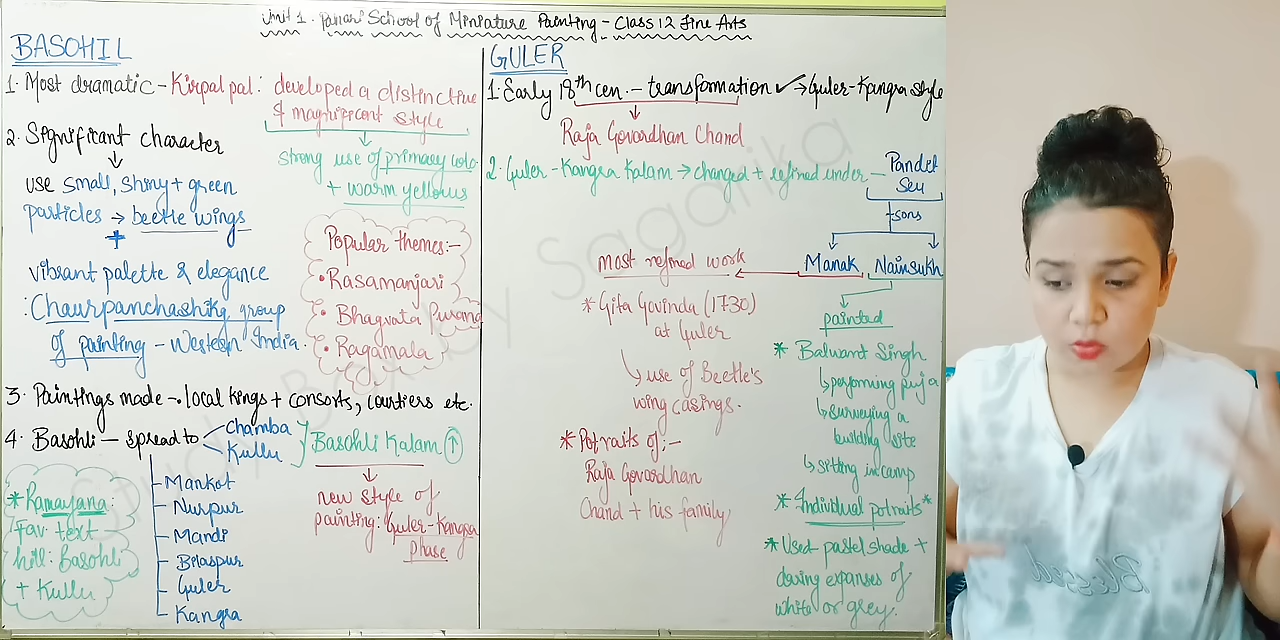 Unit 1. Pahari School of Miniature Painting - Class 12 Fine Arts
BASOHLI
1. Most dramatic - Kirpal pal: developed a distinctive
& magnificent style
strong use of primary colo
+ warm yellows
2. Significant character
use small, shiny + green
particles → beetle wings
+
vibrant palette & elegance
: Chaurpanchashika group
of painting - Western India.
Popular themes:-
• Rasamanjari
• Bhagvata Purana
• Ragamala
3. Paintings made → local kings + consorts, courtiers etc.
4. Basohli - spread to
Chamba
Kullu
Basohli Kalam ↑
Mankot
Nurpur
Mandi
Bilaspur
Guler
Kangra
new style of
painting: Guler-Kangra
phase
* Ramayana:
Fav. text
hill: Basohli
+ Kullu
GULER
1. Early 18th cen. - transformation ✓ → Guler-Kangra style
Raja Govardhan Chand
2. Guler-Kangra Kalam → changed + refined under - Pandet
Seu
sons
Manak Nainsukh
most refined work
* Gita Govinda (1730)
at Guler
use of Beetle's
wing casings.
* Potraits of:-
Raja Govardhan
Chand + his family
painted
* Balwant Singh
performing puja
surveying a
building site
sitting in camp
* Individual potraits *
* Used pastel shade +
daring expanses of
white or grey.
by Sagarika
Blessed